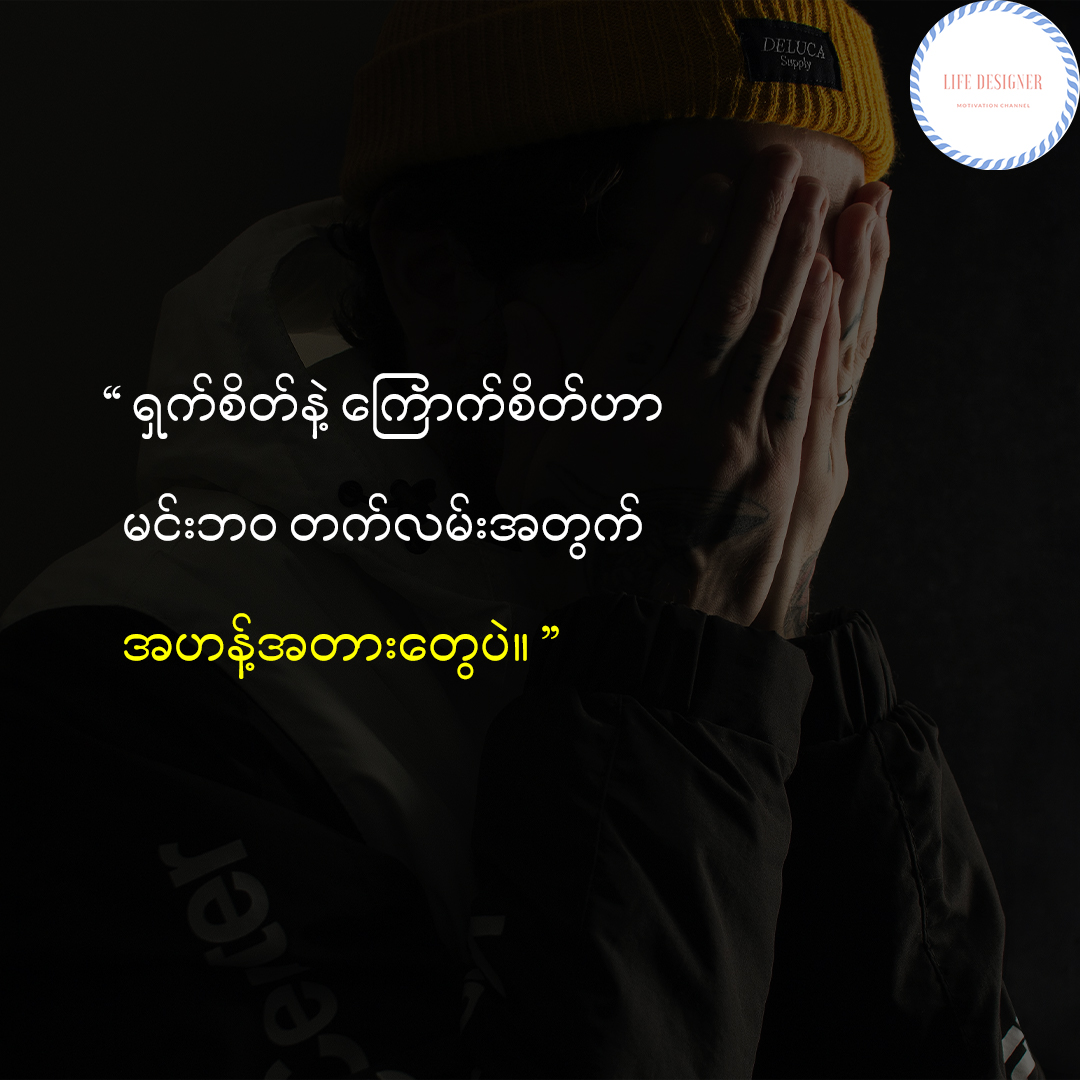 DELUCA
Supply
LIFE DESIGNER
MOTIVATION CHANNEL
“ ရှက်စိတ်နဲ့ ကြောက်စိတ်ဟာ
မင်းဘဝ တက်လမ်းအတွက်
အဟန့်အတားတွေပဲ။ ”